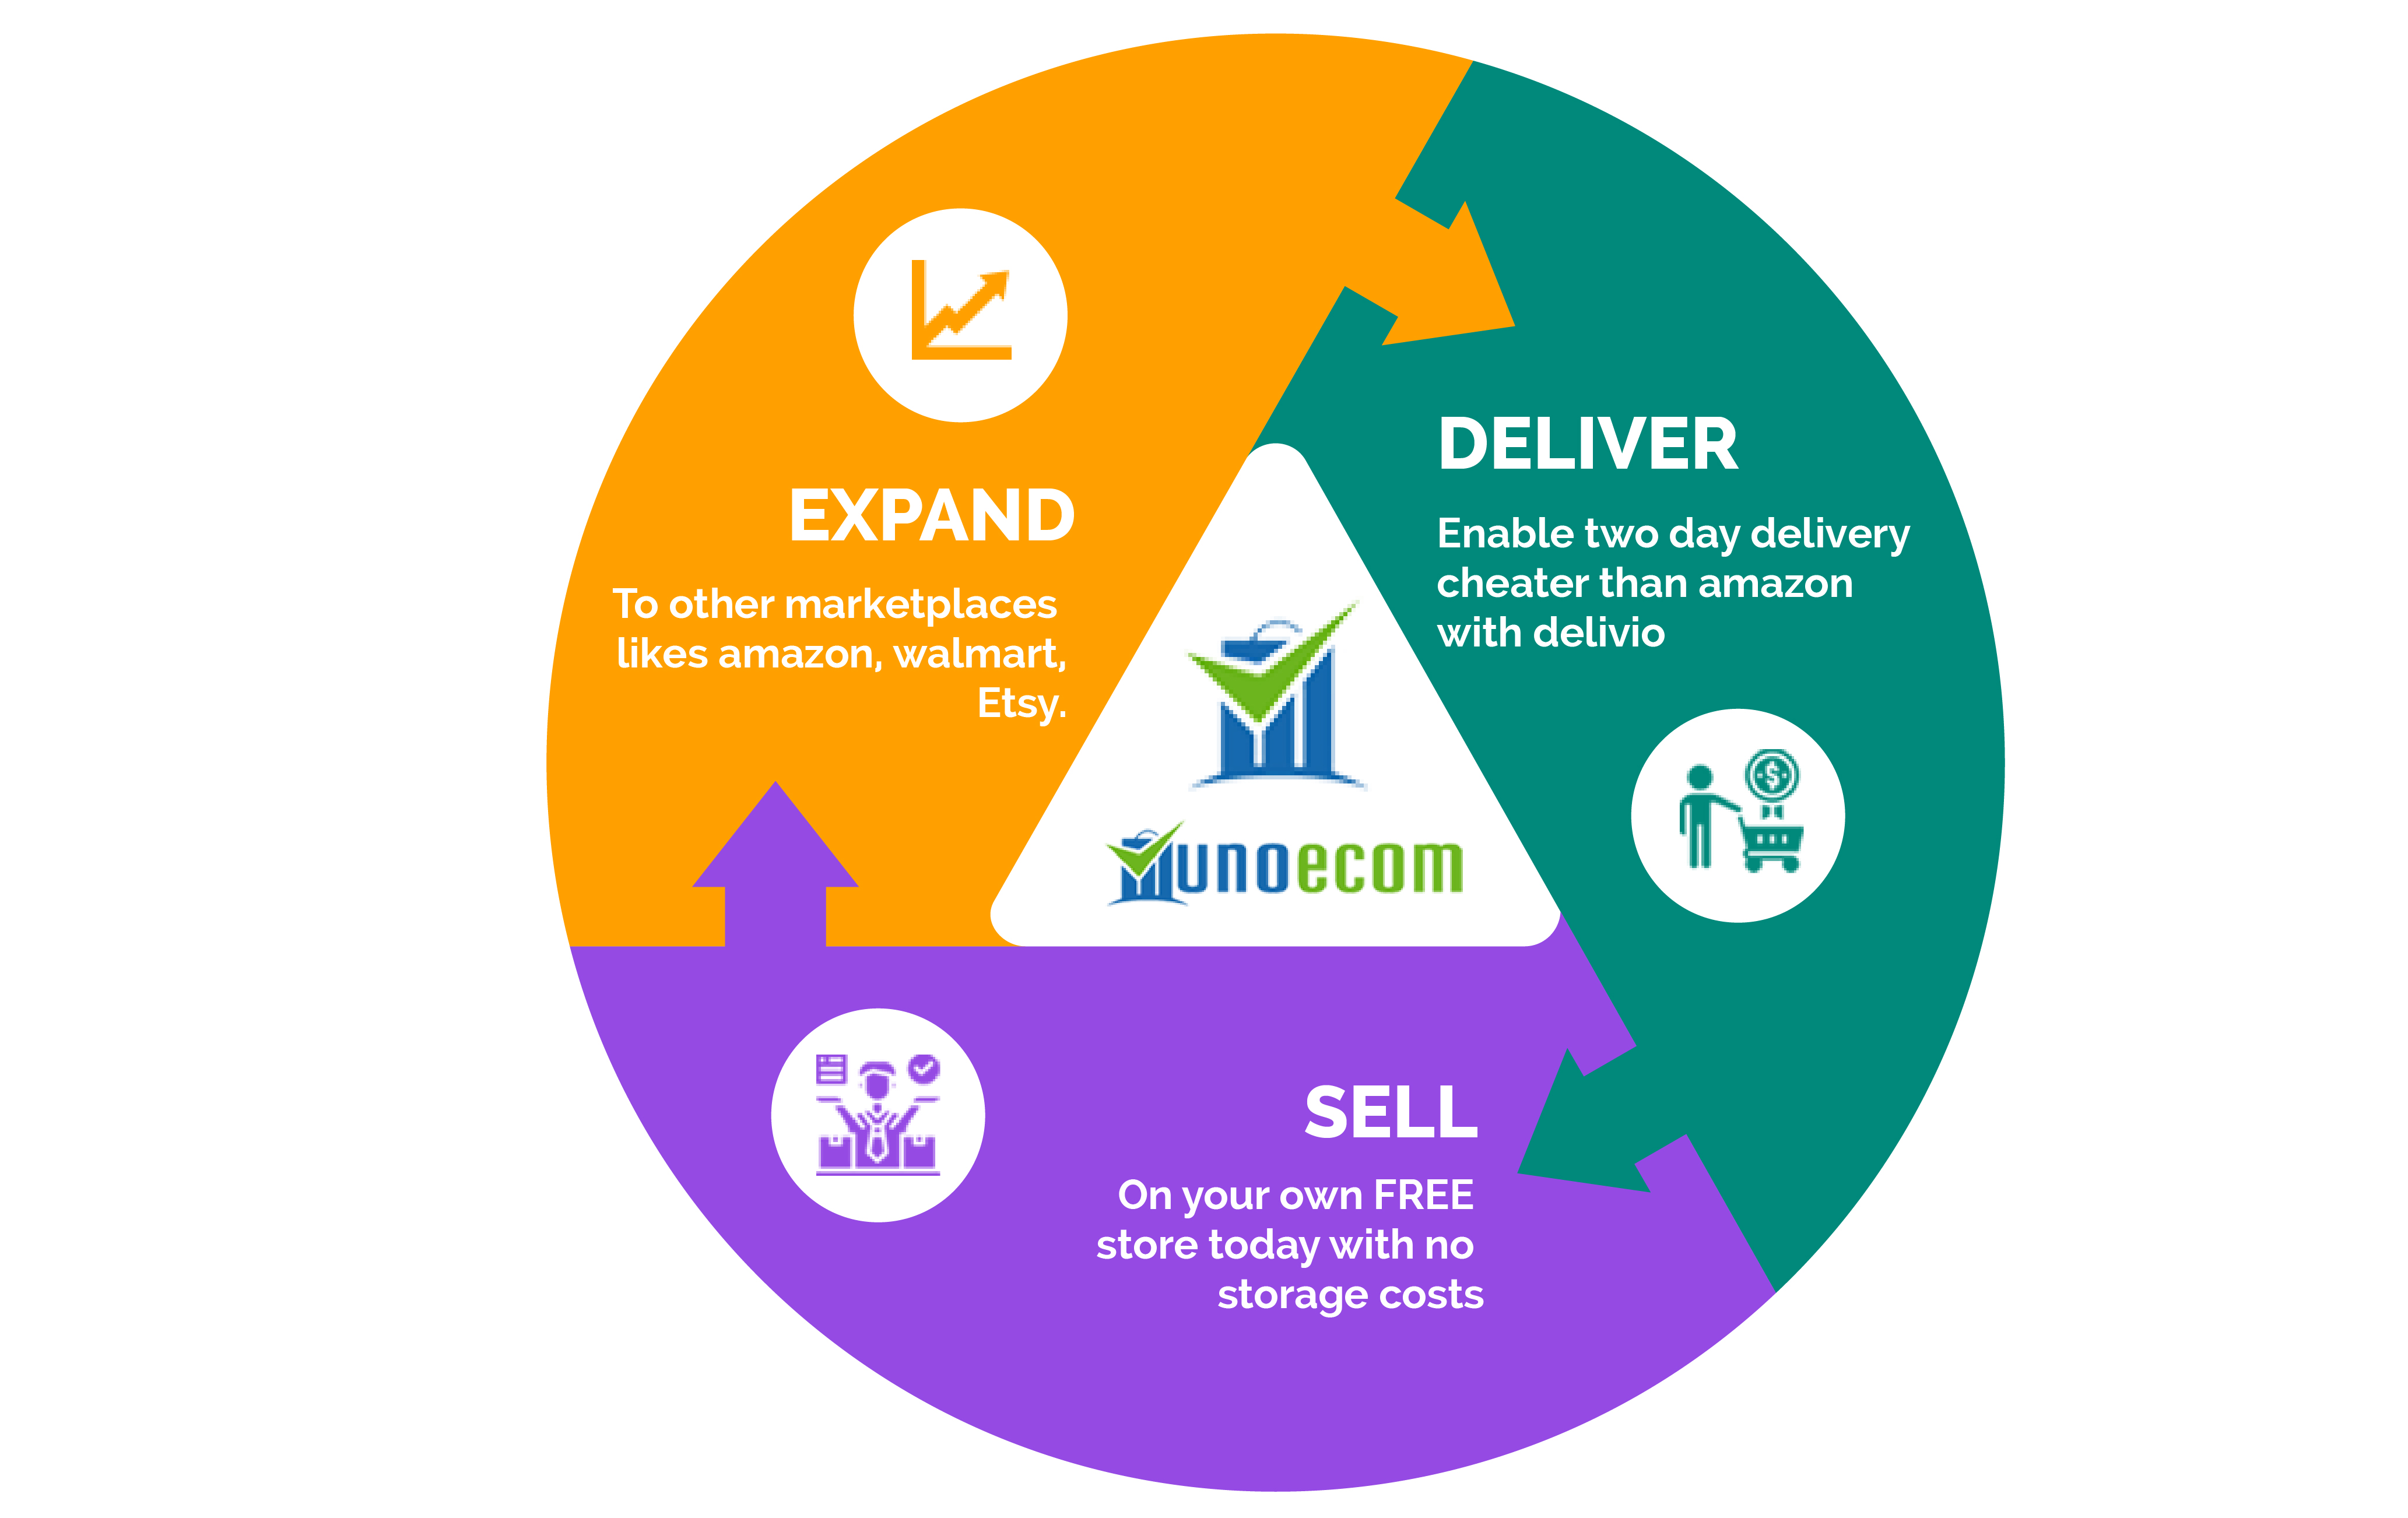 EXPAND
To other marketplaces
likes amazon, walmart,
Etsy.
DELIVER
Enable two day delivery
cheater than amazon
with delivio
unoecom
SELL
On your own FREE
store today with no
storage costs